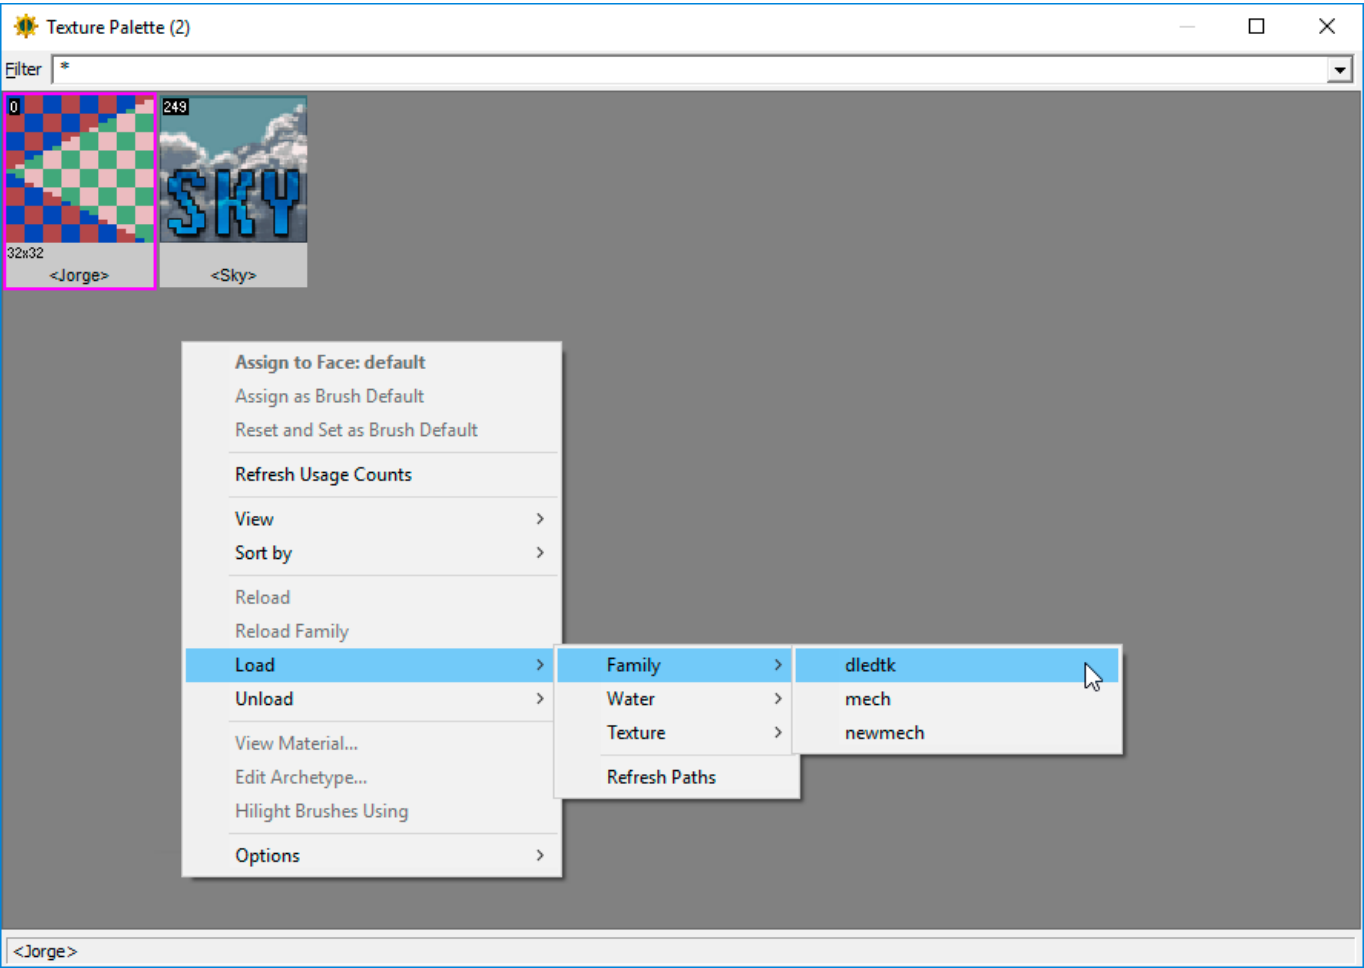 Texture Palette (2)
Filter *
0
249
SKY
32x32
<Jorge>
<Sky>
Assign to Face: default
Assign as Brush Default
Reset and Set as Brush Default
Refresh Usage Counts
View
Sort by
Reload
Reload Family
Load
Unload
View Material...
Edit Archetype...
Hilight Brushes Using
Options
Family
Water
Texture
Refresh Paths
dledtk
mech
newmech
<Jorge>